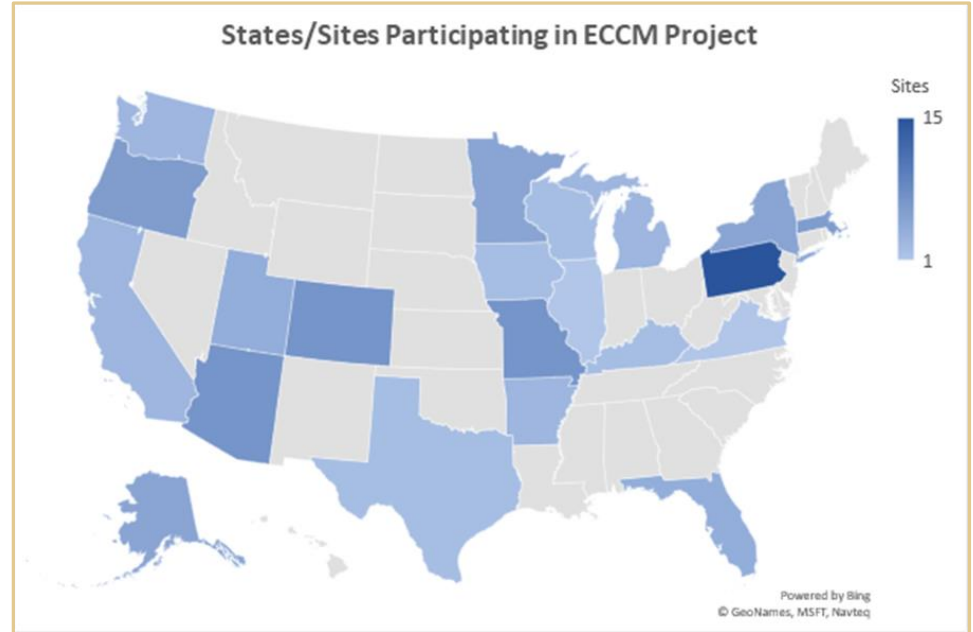 States/Sites Participating in ECCM Project
Sites
15
1
Powered by Bing
© GeoNames, MSFT, Navteq